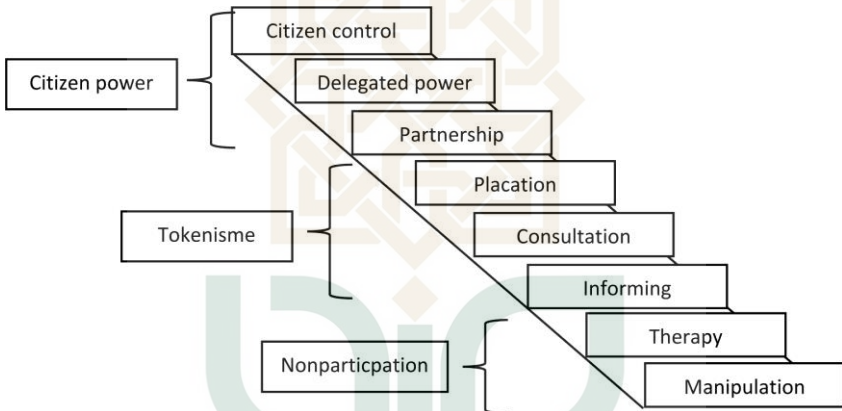 Citizen control
Citizen power
Delegated power
Partnership
Placation
Tokenisme
Consultation
Informing
Therapy
Nonparticpation
Manipulation